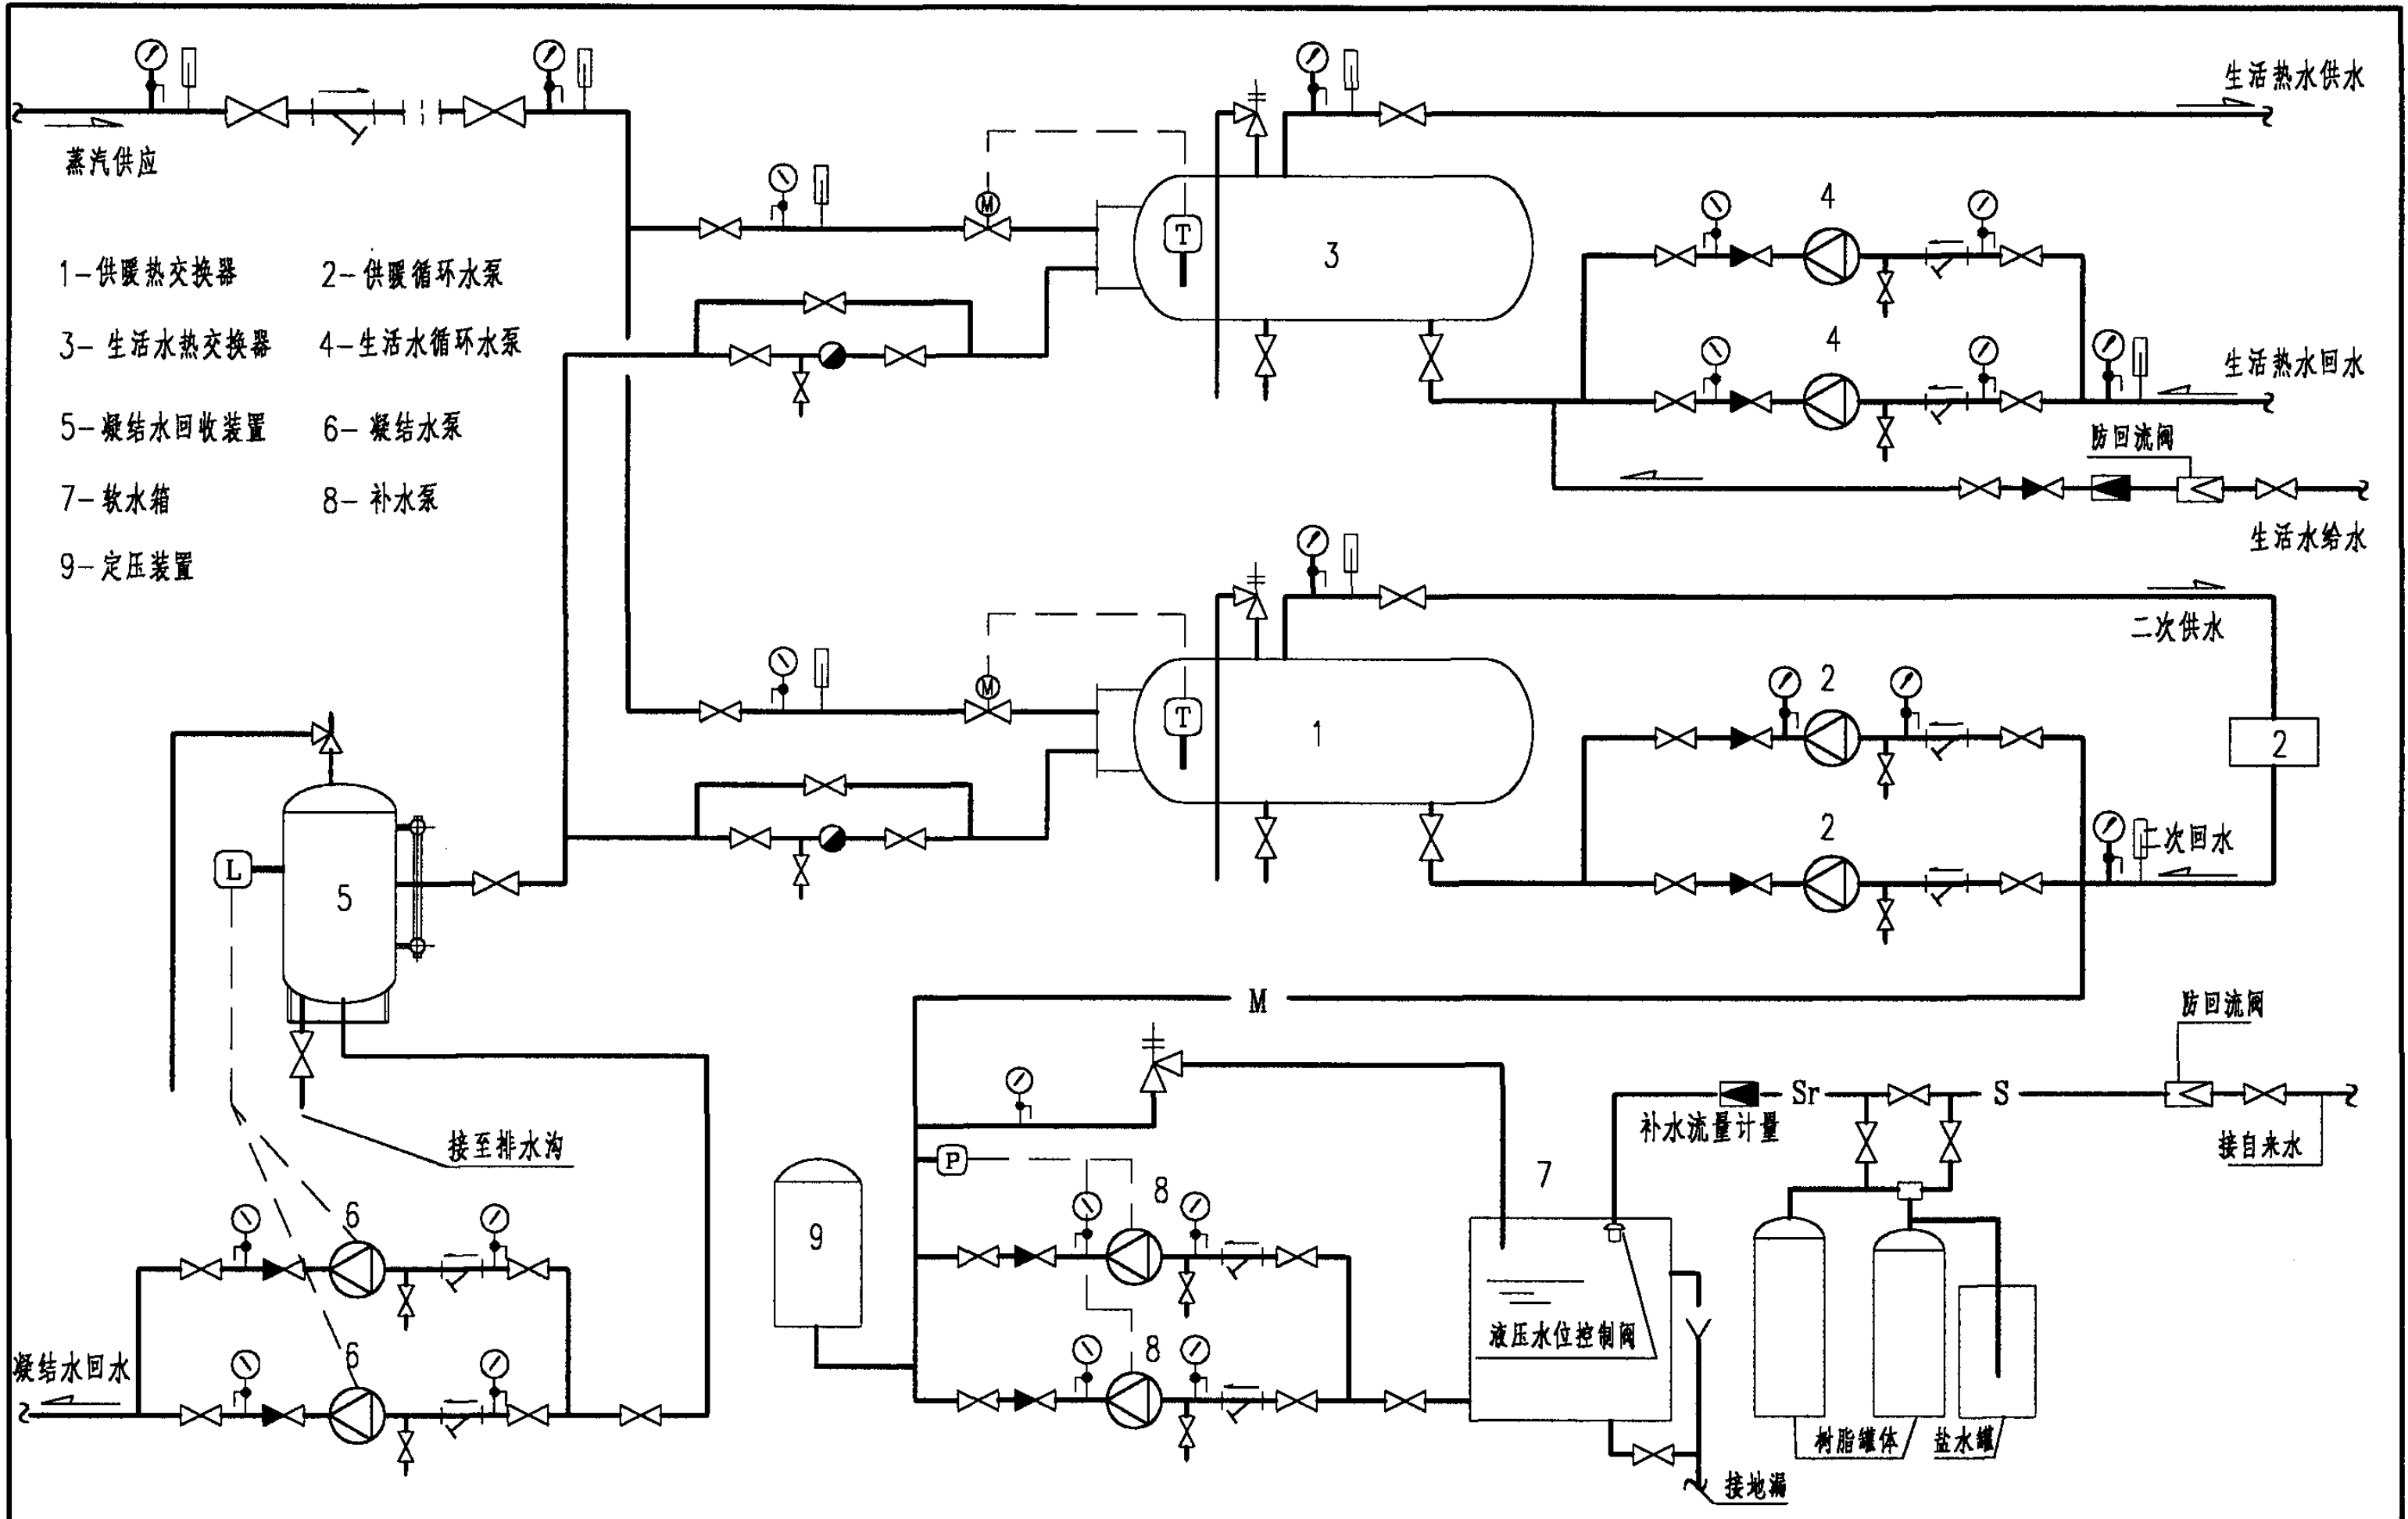 生活热水供水
蒸汽供应
M
T
3
4
1-供暖热交换器
2-供暖循环水泵
3-生活水热交换器
4-生活水循环水泵
4
生活热水回水
5-凝结水回收装置
6-凝结水泵
防回流阀
7-软水箱
8-补水泵
生活水给水
9-定压装置
二次供水
M
T
1
2
2
2
二次回水
L
5
M
防回流阀
Sr
S
补水流量计量
接自来水
接至排水沟
P
7
8
6
9
液压水位控制阀
8
6
凝结水回水
树脂罐体
盐水罐
接地漏